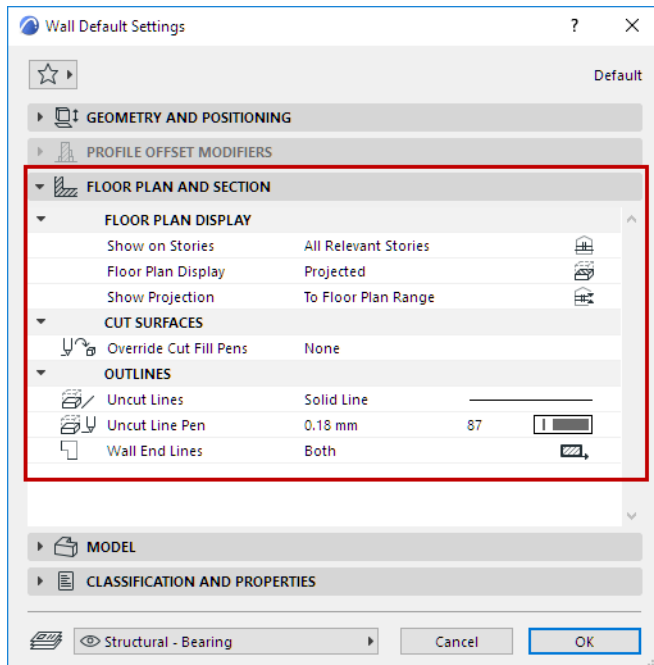 Wall Default Settings ?
Default
GEOMETRY AND POSITIONING
PROFILE OFFSET MODIFIERS
FLOOR PLAN AND SECTION
FLOOR PLAN DISPLAY
Show on Stories All Relevant Stories
Floor Plan Display Projected
Show Projection To Floor Plan Range
CUT SURFACES
Override Cut Fill Pens None
OUTLINES
Uncut Lines Solid Line
Uncut Line Pen 0.18 mm 87
Wall End Lines Both
MODEL
CLASSIFICATION AND PROPERTIES
Structural - Bearing Cancel OK